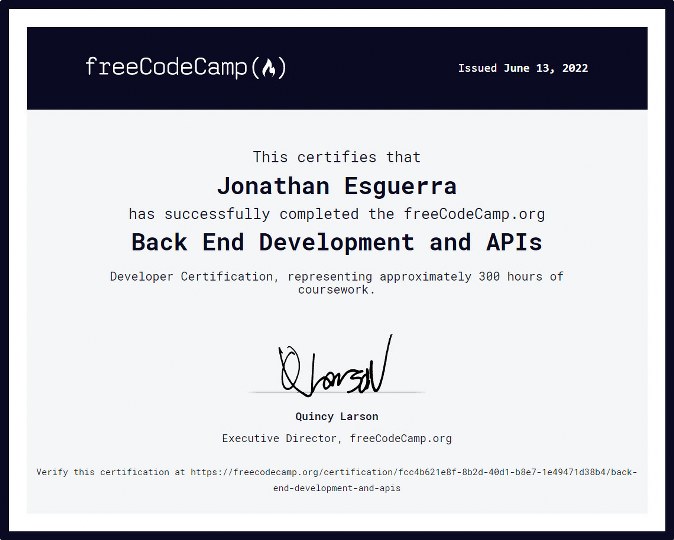 freeCodeCamp(🔥)
Issued June 13, 2022
This certifies that
Jonathan Esguerra
has successfully completed the freeCodeCamp.org
Back End Development and APIs
Developer Certification, representing approximately 300 hours of
coursework.
Q Larson
Quincy Larson
Executive Director, freeCodeCamp.org
Verify this certification at https://freecodecamp.org/certification/fcc4b621e8f-8b2d-40d1-b8e7-1e49471d38b4/back-
end-development-and-apis